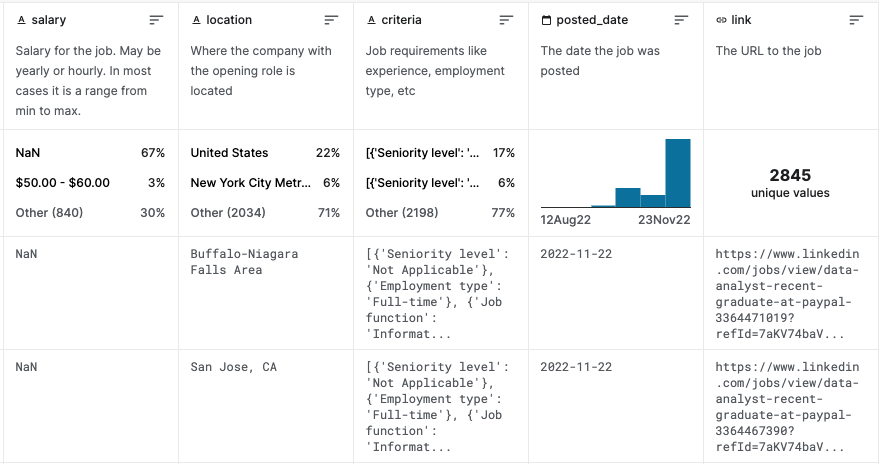 A salary
Salary for the job. May be
yearly or hourly. In most
cases it is a range from
min to max.
A location
Where the company with
the opening role is
located
A criteria
Job requirements like
experience, employment
type, etc
posted_date
The date the job was
posted
link
The URL to the job
NaN 67%
$50.00 - $60.00 3%
Other (840) 30%
United States 22%
New York City Metr... 6%
Other (2034) 71%
[{'Seniority level': '... 17%
[{'Seniority level': '... 6%
Other (2198) 77%
12Aug22 23Nov22
2845
unique values
NaN
Buffalo-Niagara
Falls Area
[{'Seniority level':
'Not Applicable'},
{'Employment type':
'Full-time'}, {'Job
function':
'Informat...
2022-11-22
https://www.linkedin
.com/jobs/view/data-
analyst-recent-
graduate-at-paypal-
3364471019?
refId=7aKV74baV...
NaN
San Jose, CA
[{'Seniority level':
'Not Applicable'},
{'Employment type':
'Full-time'}, {'Job
function':
'Informat...
2022-11-22
https://www.linkedin
.com/jobs/view/data-
analyst-recent-
graduate-at-paypal-
3364467390?
refId=7aKV74baV...